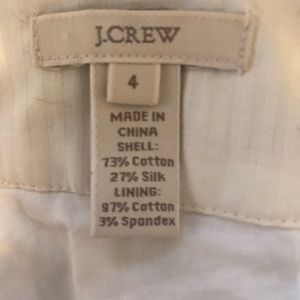 J.CREW
4
MADE IN
CHINA
SHELL:
73% Cotton
27% Silk
LINING:
97% Cotton
3% Spandex